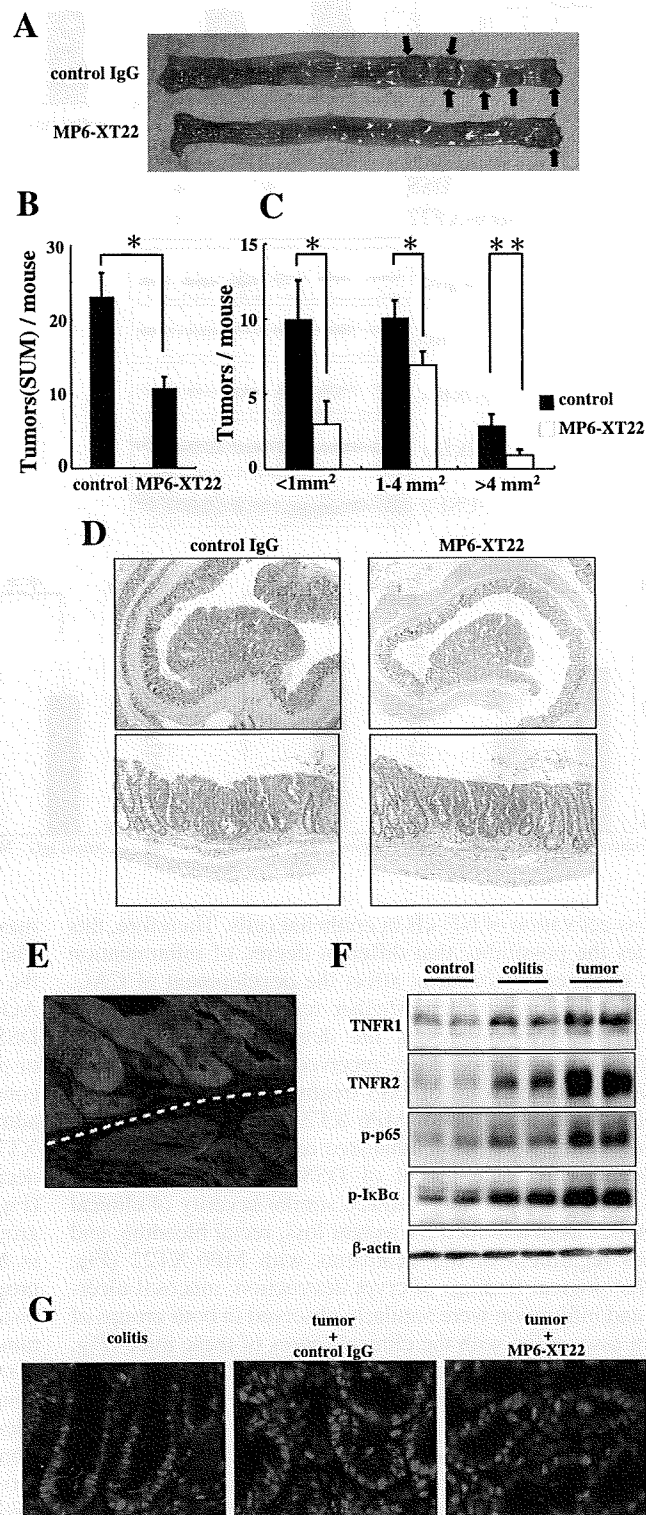 A
control IgG
MP6-XT22
B
C
*
* * * *
30
20
10
0
Tumors(SUM) / mouse
control MP6-XT22
15
10
5
0
Tumors / mouse
<1mm² 1-4 mm² >4 mm²
control
MP6-XT22
D
control IgG MP6-XT22
E
F
control colitis tumor
TNFR1
TNFR2
p-p65
p-IκBα
β-actin
G
colitis
tumor
+
control IgG
tumor
+
MP6-XT22